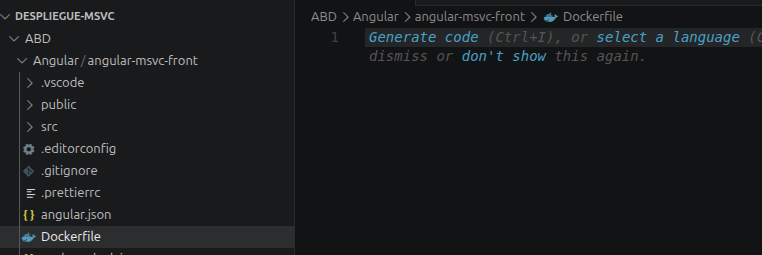 DESPLIEGUE-MSVC
ABD
Angular/angular-msvc-front
.vscode
public
src
.editorconfig
.gitignore
.prettierrc
angular.json
Dockerfile
ABD > Angular > angular-msvc-front > Dockerfile
1 Generate code (Ctrl+I), or select a language (
dismiss or don't show this again.